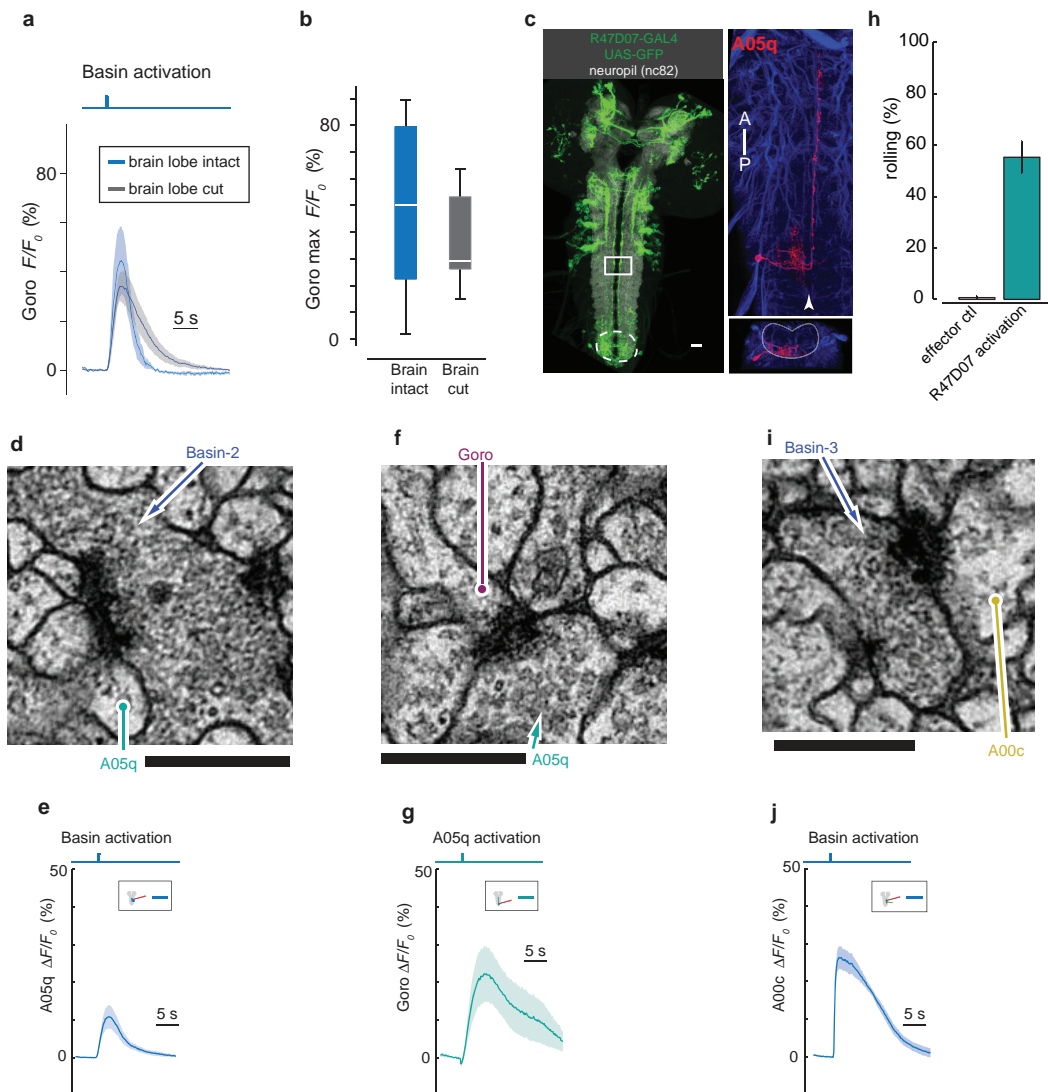 a
Basin activation
brain lobe intact
brain lobe cut
Goro F/F0 (%)
80
0
5 s
b
Goro max F/F0 (%)
80
40
0
Brain intact
Brain cut
c
R47D07-GAL4
UAS-GFP
neuropil (nc82)
A05q
A
P
h
rolling (%)
100
80
60
40
20
0
effector ctl
R47D07 activation
d
Basin-2
A05q
f
Goro
A05q
i
Basin-3
A00c
e
Basin activation
50
A05q ΔF/F0 (%)
5 s
0
g
A05q activation
50
Goro ΔF/F0 (%)
5 s
0
j
Basin activation
50
A00c ΔF/F0 (%)
5 s
0